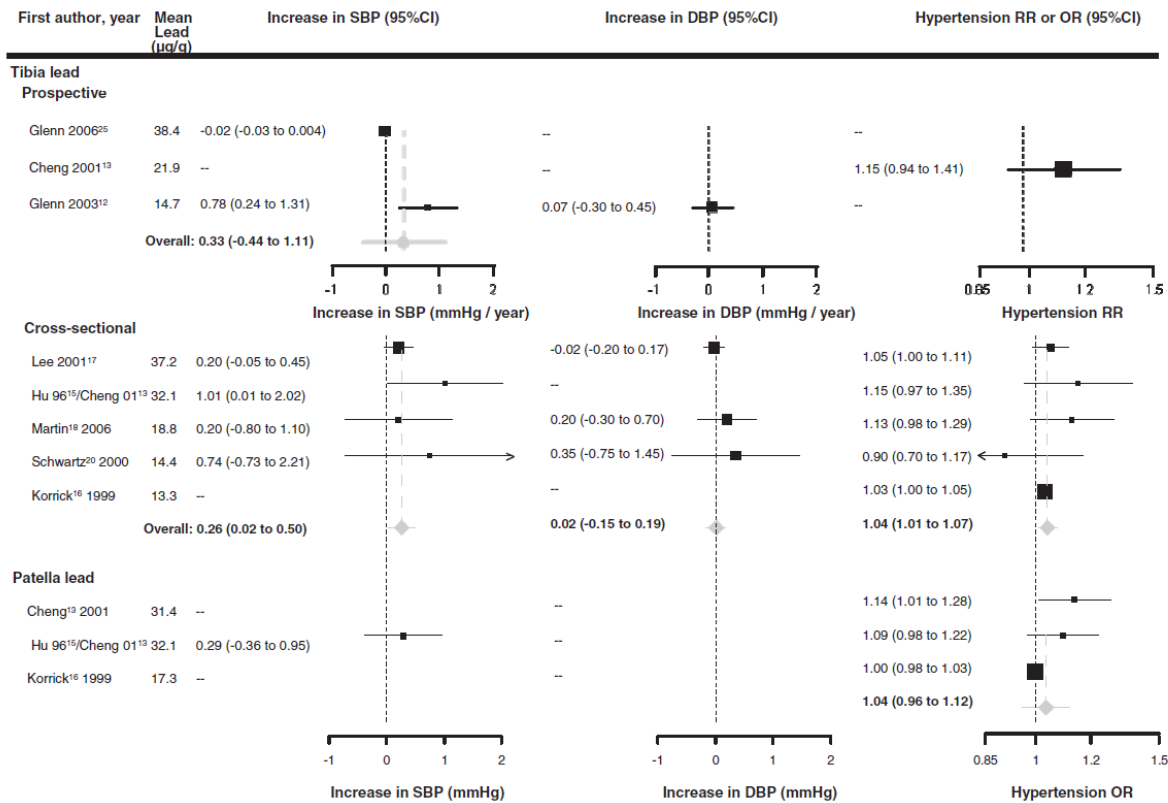 First author, year Mean Lead (µg/g) Increase in SBP (95%CI) Increase in DBP (95%CI) Hypertension RR or OR (95%CI)
Tibia lead
Prospective
Glenn 2006²⁵ 38.4 -0.02 (-0.03 to 0.004) -- --
Cheng 2001¹³ 21.9 -- -- 1.15 (0.94 to 1.41)
Glenn 2003¹² 14.7 0.78 (0.24 to 1.31) 0.07 (-0.30 to 0.45) --
Overall: 0.33 (-0.44 to 1.11)
-1 0 1 2 -1 0 1 2 0.85 1 1.2 1.5
Increase in SBP (mmHg / year) Increase in DBP (mmHg / year) Hypertension RR
Cross-sectional
Lee 2001¹⁷ 37.2 0.20 (-0.05 to 0.45) -0.02 (-0.20 to 0.17) 1.05 (1.00 to 1.11)
Hu 96¹⁵/Cheng 01¹³ 32.1 1.01 (0.01 to 2.02) -- 1.15 (0.97 to 1.35)
Martin¹⁸ 2006 18.8 0.20 (-0.80 to 1.10) 0.20 (-0.30 to 0.70) 1.13 (0.98 to 1.29)
Schwartz²⁰ 2000 14.4 0.74 (-0.73 to 2.21) 0.35 (-0.75 to 1.45) 0.90 (0.70 to 1.17)
Korrick¹⁶ 1999 13.3 -- -- 1.03 (1.00 to 1.05)
Overall: 0.26 (0.02 to 0.50) 0.02 (-0.15 to 0.19) 1.04 (1.01 to 1.07)
Patella lead
Cheng¹³ 2001 31.4 -- -- 1.14 (1.01 to 1.28)
Hu 96¹⁵/Cheng 01¹³ 32.1 0.29 (-0.36 to 0.95) -- 1.09 (0.98 to 1.22)
Korrick¹⁶ 1999 17.3 -- -- 1.00 (0.98 to 1.03)
1.04 (0.96 to 1.12)
-1 0 1 2 -1 0 1 2 0.85 1 1.2 1.5
Increase in SBP (mmHg) Increase in DBP (mmHg) Hypertension OR